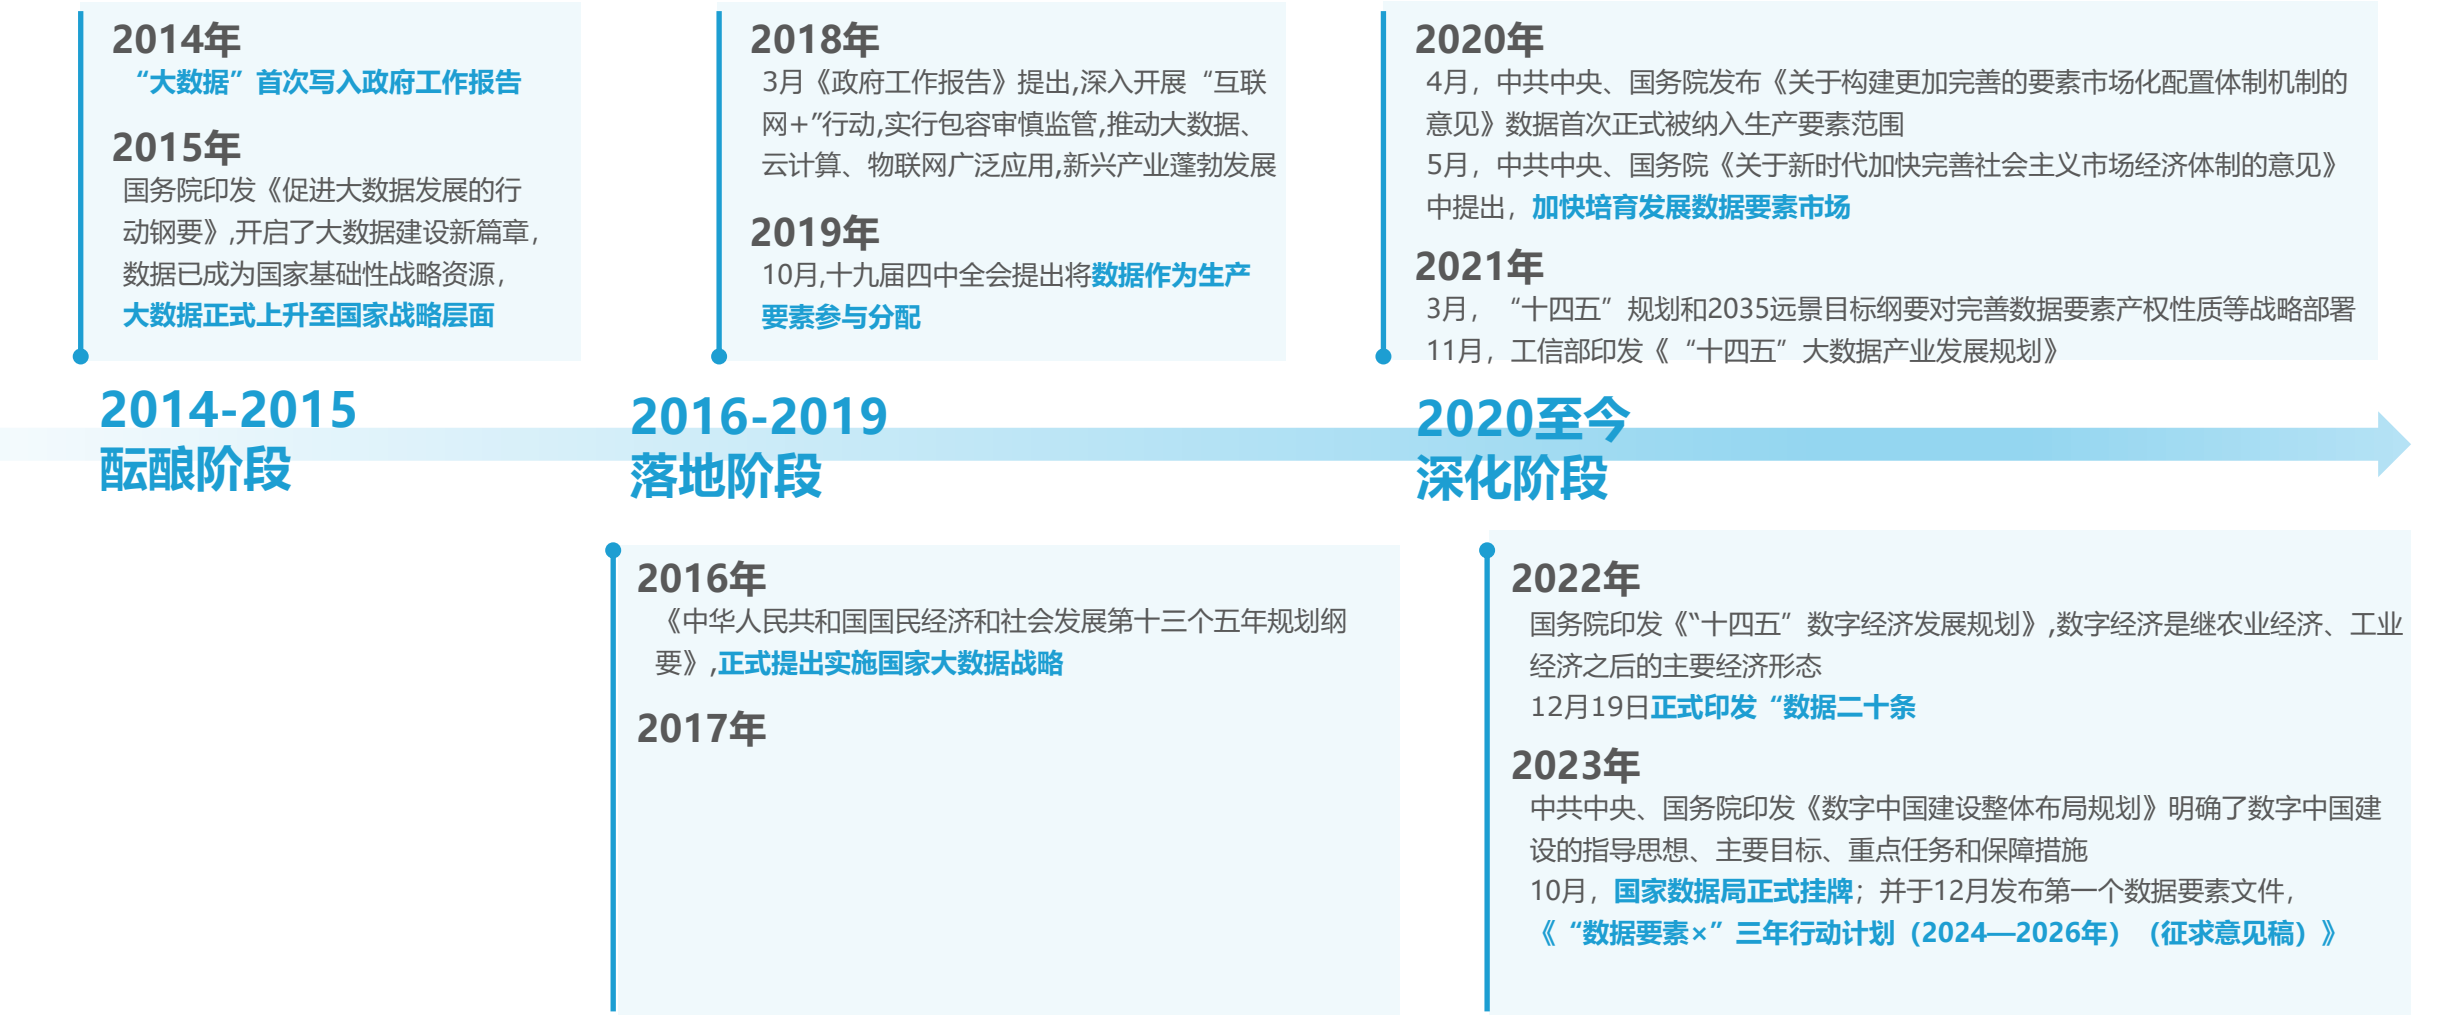 2014年
“大数据”首次写入政府工作报告
2015年
国务院印发《促进大数据发展的行
动钢要》,开启了大数据建设新篇章，
数据已成为国家基础性战略资源，
大数据正式上升至国家战略层面
2018年
3月《政府工作报告》提出,深入开展“互联
网+”行动,实行包容审慎监管,推动大数据、
云计算、物联网广泛应用,新兴产业蓬勃发展
2019年
10月,十九届四中全会提出将数据作为生产
要素参与分配
2020年
4月，中共中央、国务院发布《关于构建更加完善的要素市场化配置体制机制的
意见》数据首次正式被纳入生产要素范围
5月，中共中央、国务院《关于新时代加快完善社会主义市场经济体制的意见》
中提出，加快培育发展数据要素市场
2021年
3月，“十四五”规划和2035远景目标纲要对完善数据要素产权性质等战略部署
11月，工信部印发《“十四五”大数据产业发展规划》
2014-2015
酝酿阶段
2016-2019
落地阶段
2020至今
深化阶段
2016年
《中华人民共和国国民经济和社会发展第十三个五年规划纲
要》,正式提出实施国家大数据战略
2017年
2022年
国务院印发《“十四五”数字经济发展规划》,数字经济是继农业经济、工业
经济之后的主要经济形态
12月19日正式印发“数据二十条
2023年
中共中央、国务院印发《数字中国建设整体布局规划》明确了数字中国建
设的指导思想、主要目标、重点任务和保障措施
10月，国家数据局正式挂牌；并于12月发布第一个数据要素文件，
《“数据要素×”三年行动计划（2024—2026年）（征求意见稿）》